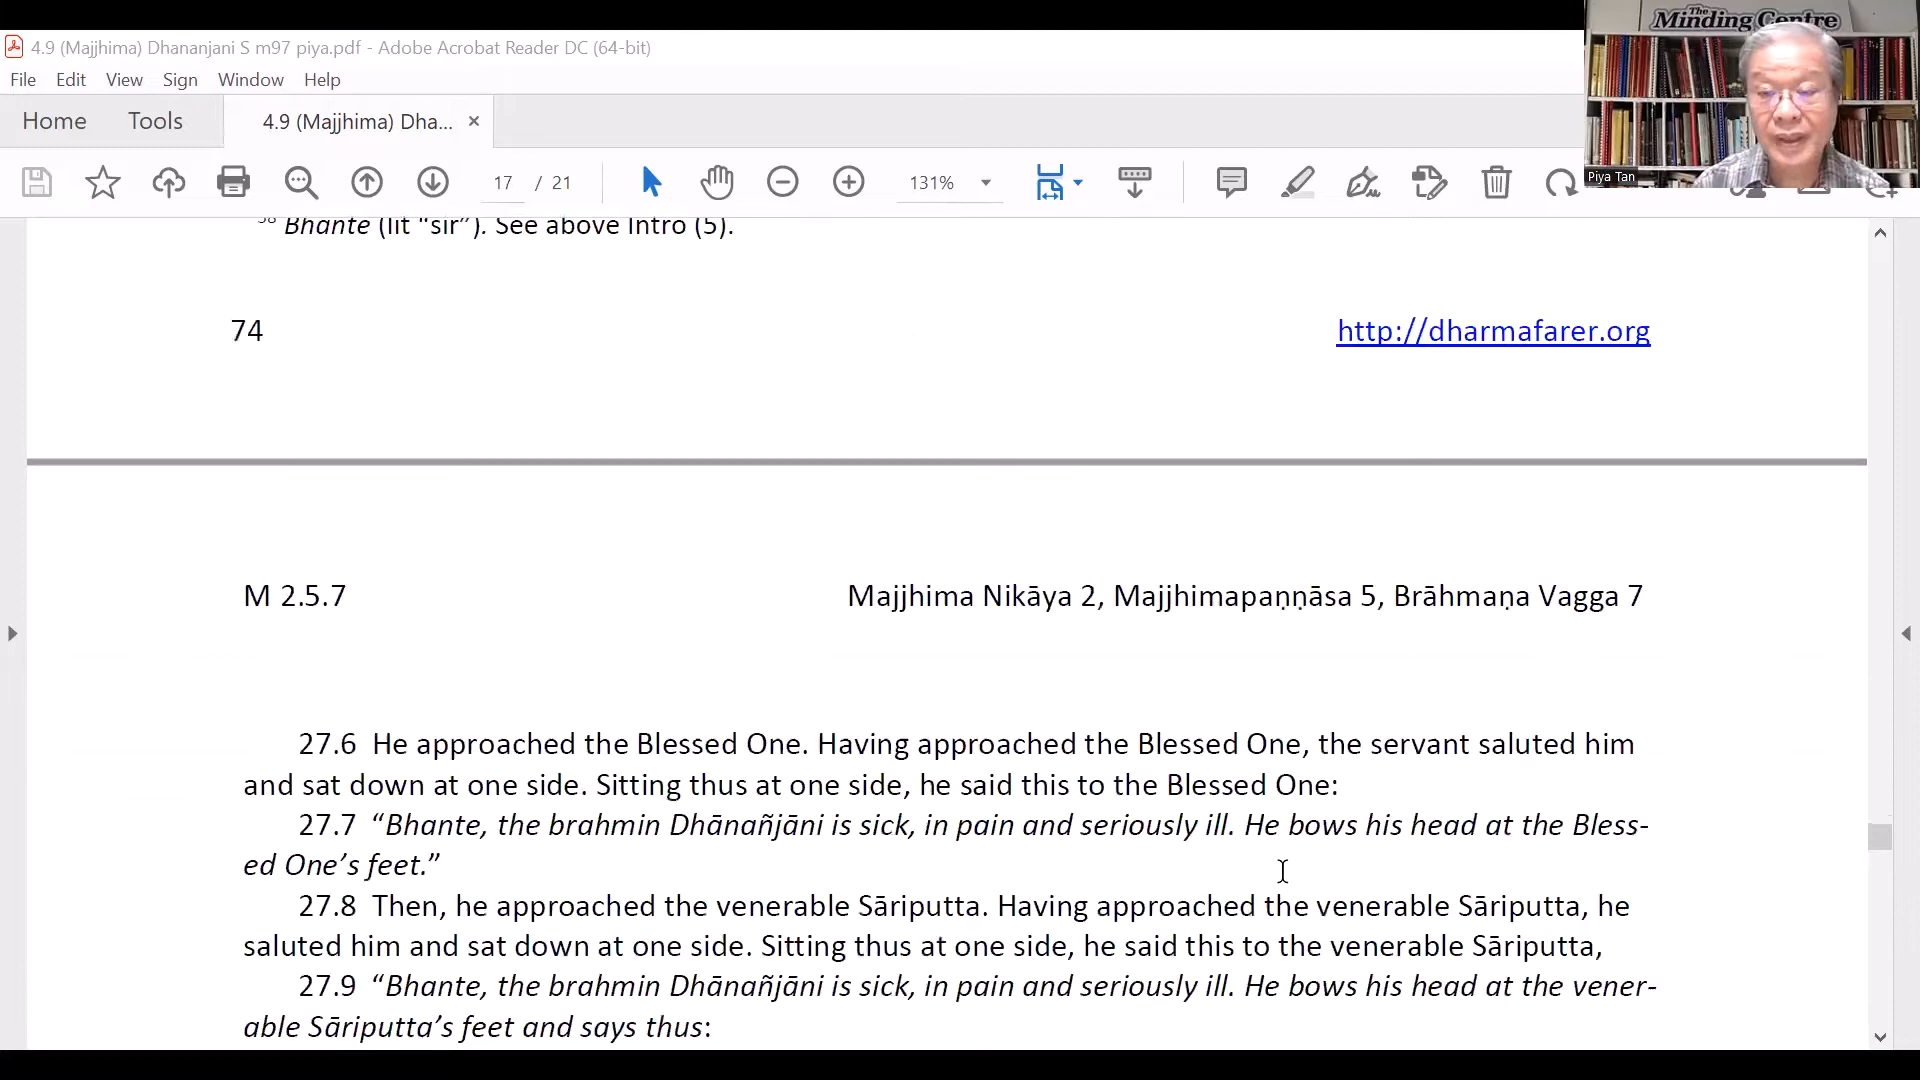 The
Minding Centre
4.9 (Majjhima) Dhananjani S m97 piya.pdf - Adobe Acrobat Reader DC (64-bit)
File Edit View Sign Window Help
Home Tools 4.9 (Majjhima) Dha... ×
17 / 21 131%
Piya Tan
58 Bhante (lit “sir”). See above Intro (5).
74 http://dharmafarer.org
M 2.5.7 Majjhima Nikāya 2, Majjhimapaṇṇāsa 5, Brāhmaṇa Vagga 7
27.6 He approached the Blessed One. Having approached the Blessed One, the servant saluted him
and sat down at one side. Sitting thus at one side, he said this to the Blessed One:
27.7 “Bhante, the brahmin Dhānañjāni is sick, in pain and seriously ill. He bows his head at the Bless-
ed One’s feet.”
27.8 Then, he approached the venerable Sāriputta. Having approached the venerable Sāriputta, he
saluted him and sat down at one side. Sitting thus at one side, he said this to the venerable Sāriputta,
27.9 “Bhante, the brahmin Dhānañjāni is sick, in pain and seriously ill. He bows his head at the vener-
able Sāriputta’s feet and says thus: